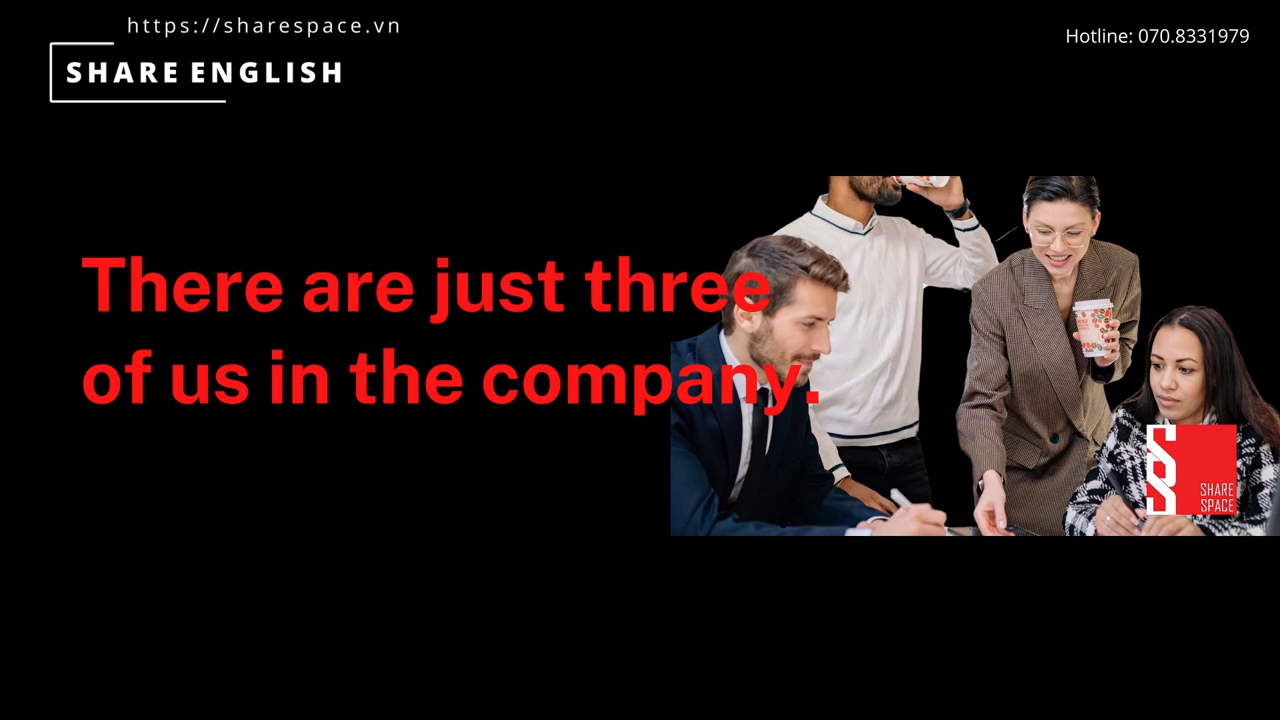 https://sharespace.vn
Hotline: 070.8331979
SHARE ENGLISH
There are just three
of us in the company.
SHARE
SPACE